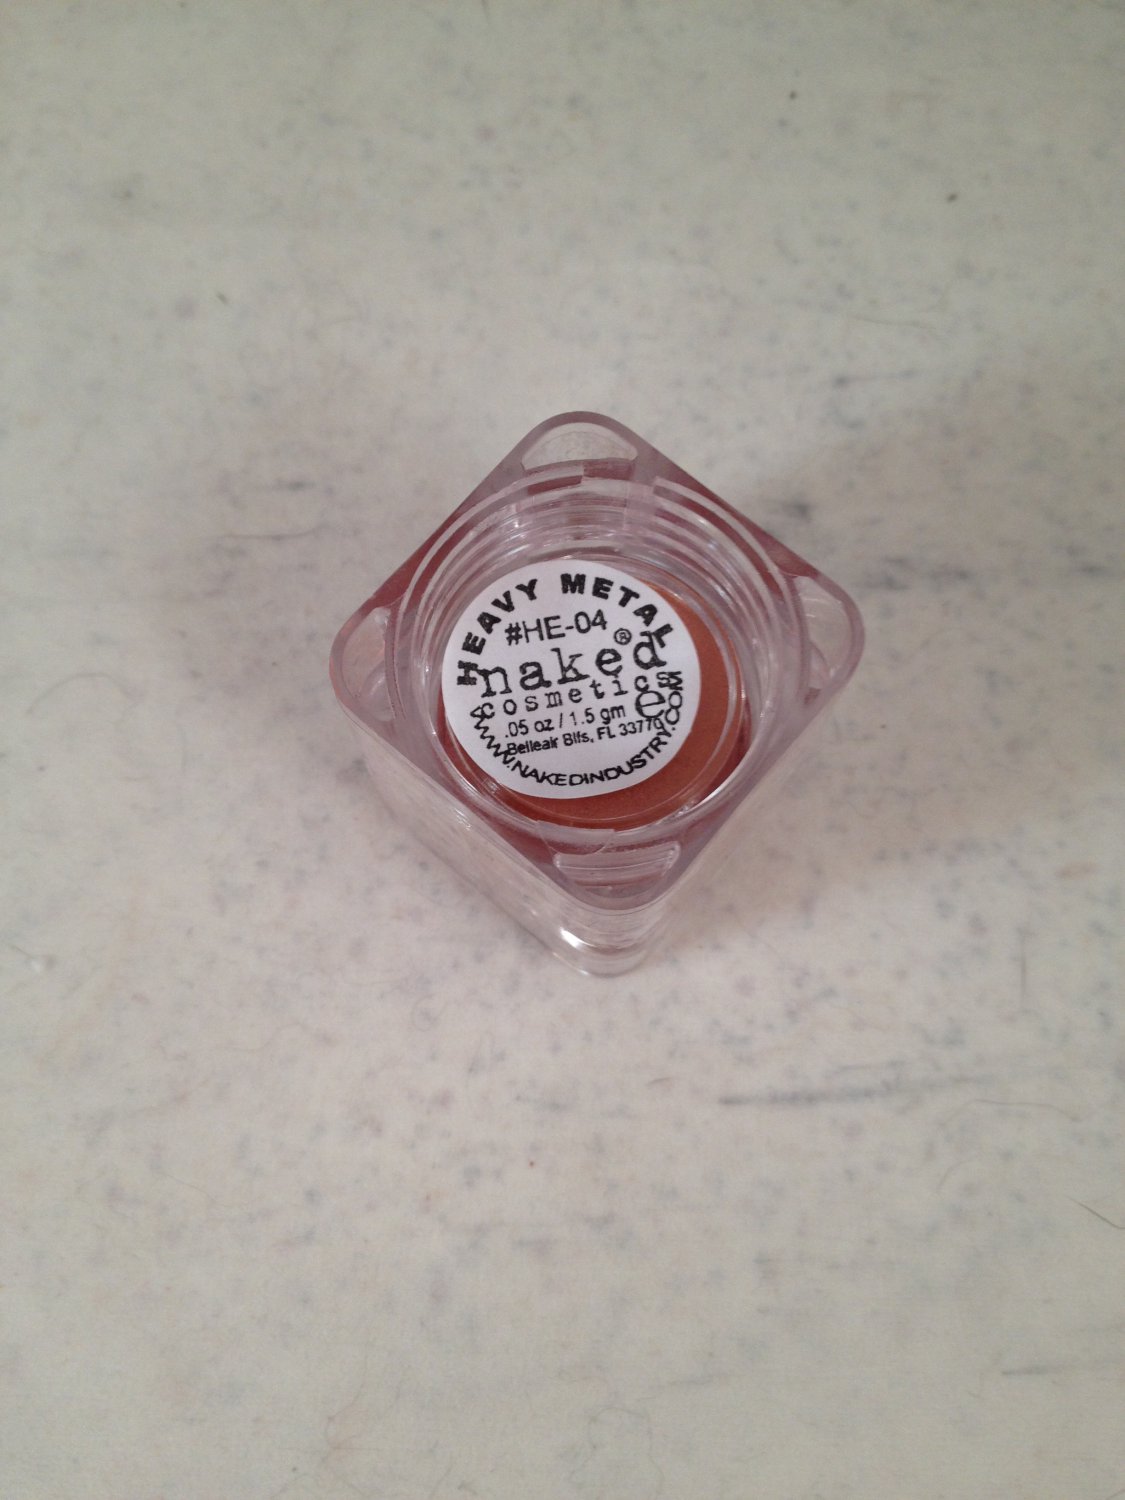 HEAVY METAL
#HE-04
naked®
cosmetics
.05 oz / 1.5 gm
e
Belleair Blfs, FL 33770
WWW.NAKEDINDUSTRY.COM